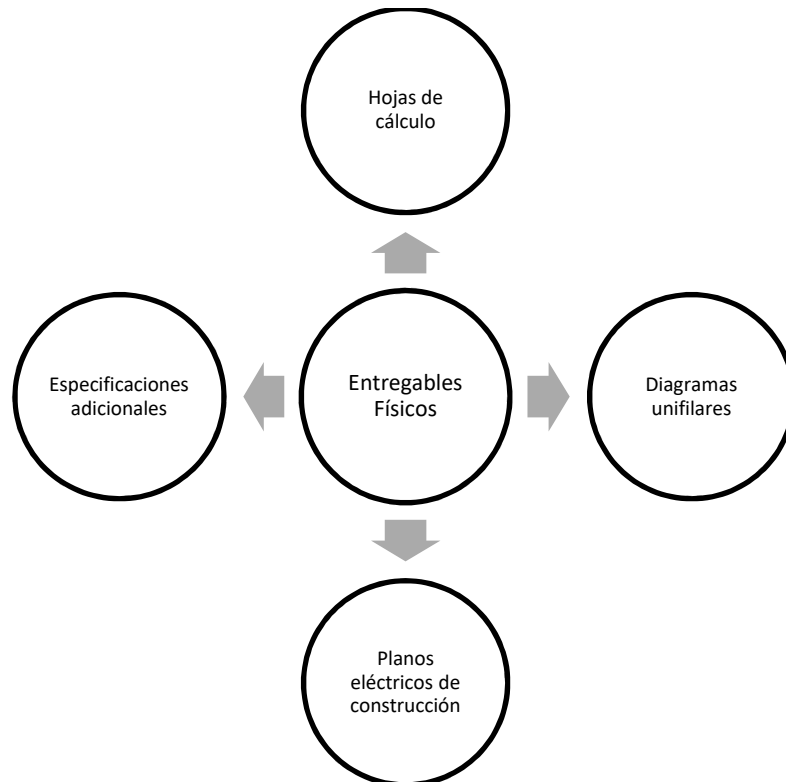 Hojas de
cálculo
Especificaciones
adicionales
Entregables
Físicos
Diagramas
unifilares
Planos
eléctricos de
construcción